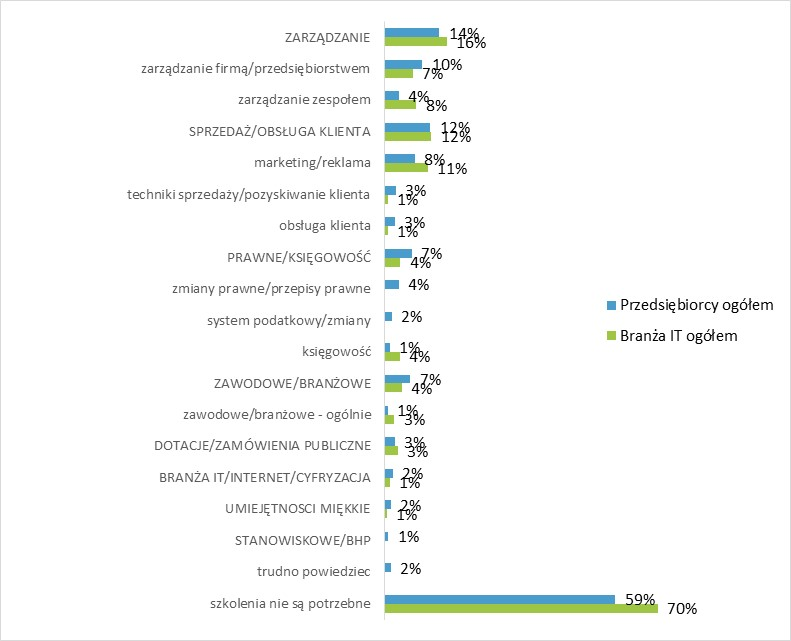 ZARZĄDZANIE 14% 16%
zarządzanie firmą/przedsiębiorstwem 10% 7%
zarządzanie zespołem 4% 8%
SPRZEDAŻ/OBSŁUGA KLIENTA 12% 12%
marketing/reklama 8% 11%
techniki sprzedaży/pozyskiwanie klienta 3% 1%
obsługa klienta 3% 1%
PRAWNE/KSIĘGOWOŚĆ 7% 4%
zmiany prawne/przepisy prawne 4%
system podatkowy/zmiany 2%
księgowość 1% 4%
ZAWODOWE/BRANŻOWE 7% 4%
zawodowe/branżowe - ogólnie 1% 3%
DOTACJE/ZAMÓWIENIA PUBLICZNE 3% 3%
BRANŻA IT/INTERNET/CYFRYZACJA 2% 1%
UMIEJĘTNOSCI MIĘKKIE 2% 1%
STANOWISKOWE/BHP 1%
trudno powiedziec 2%
szkolenia nie są potrzebne 59% 70%
Przedsiębiorcy ogółem
Branża IT ogółem